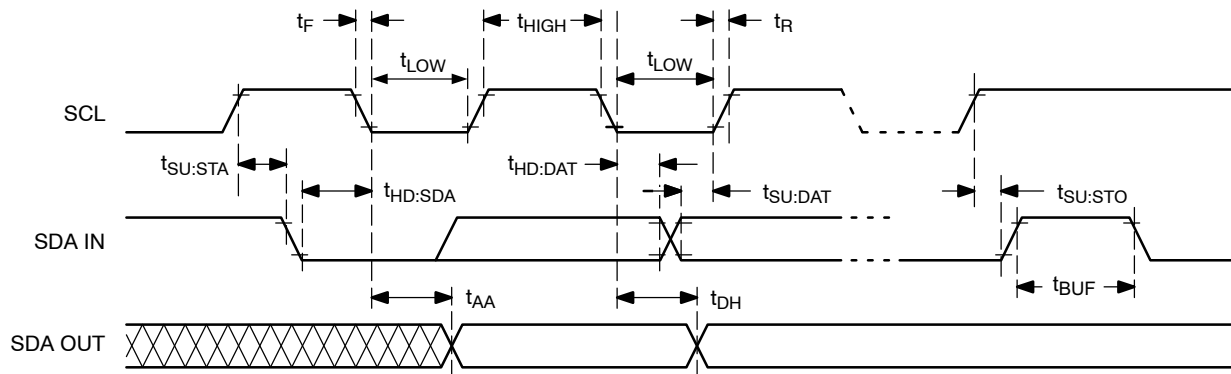 tF
tHIGH
tR
tLOW
tLOW
SCL
tSU:STA
tHD:SDA
tHD:DAT
tSU:DAT
tSU:STO
SDA IN
tBUF
tAA
tDH
SDA OUT